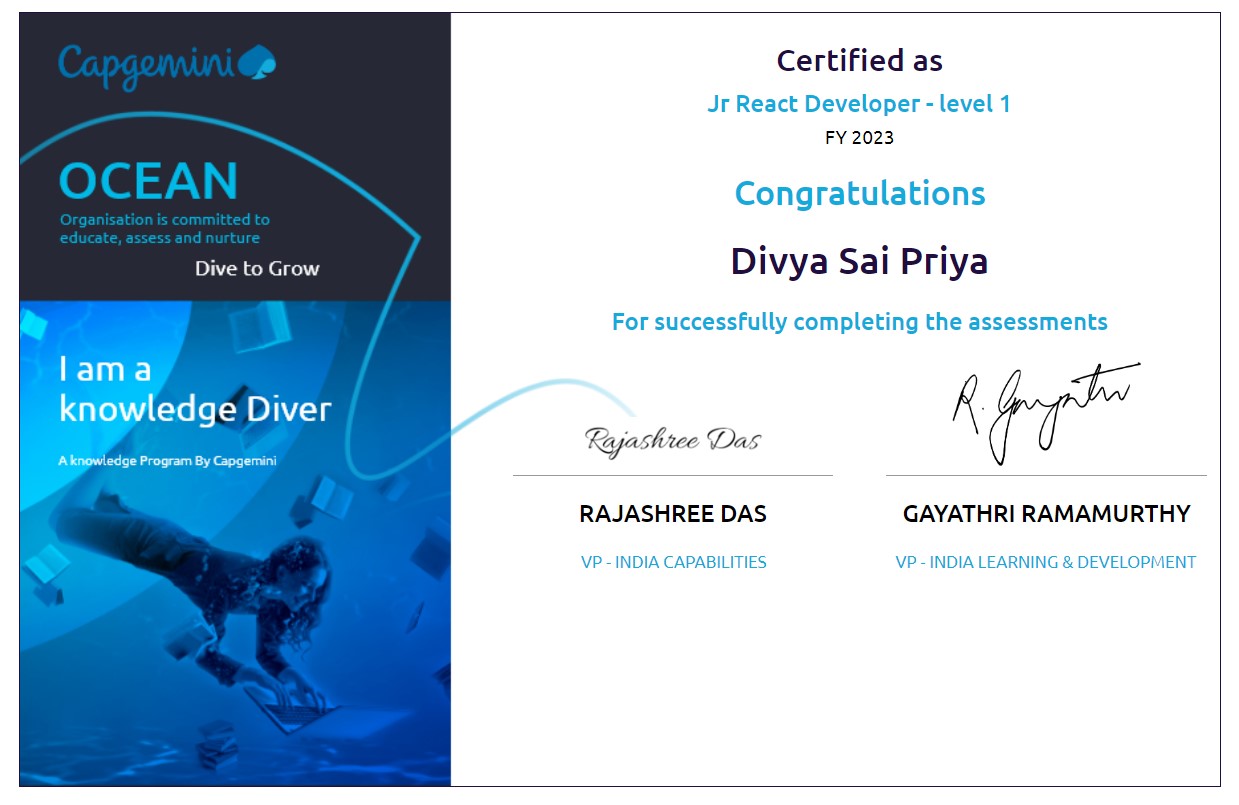 Capgemini
OCEAN
Organisation is committed to
educate, assess and nurture
Dive to Grow
I am a
knowledge Diver
A knowledge Program By Capgemini
Certified as
Jr React Developer - level 1
FY 2023
Congratulations
Divya Sai Priya
For successfully completing the assessments
Rajashree Das
RAJASHREE DAS
VP - INDIA CAPABILITIES
R. Gayathri
GAYATHRI RAMAMURTHY
VP - INDIA LEARNING & DEVELOPMENT